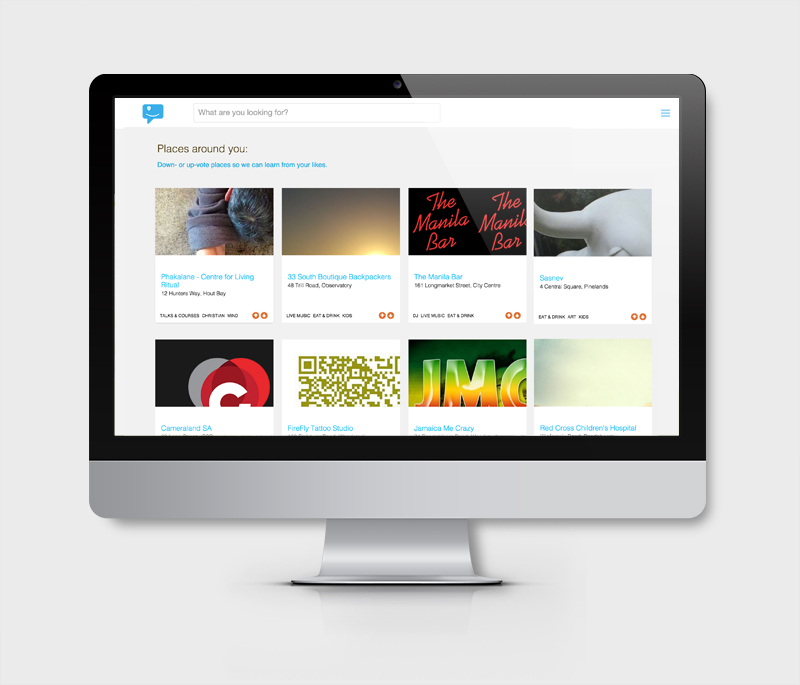 What are you looking for?
Places around you:
Down- or up-vote places so we can learn from your likes.
The The
Manila Manila
Bar Bar
Phakalane - Centre for Living
Ritual
12 Hunters Way, Hout Bay
TALKS & COURSES CHRISTIAN MIND
33 South Boutique Backpackers
48 Trill Road, Observatory
LIVE MUSIC EAT & DRINK KIDS
The Manila Bar
161 Longmarket Street, City Centre
DJ LIVE MUSIC EAT & DRINK
Sasnev
4 Central Square, Pinelands
EAT & DRINK ART KIDS
C
JMC
Cameraland SA
FireFly Tattoo Studio
Jamaica Me Crazy
Red Cross Children's Hospital